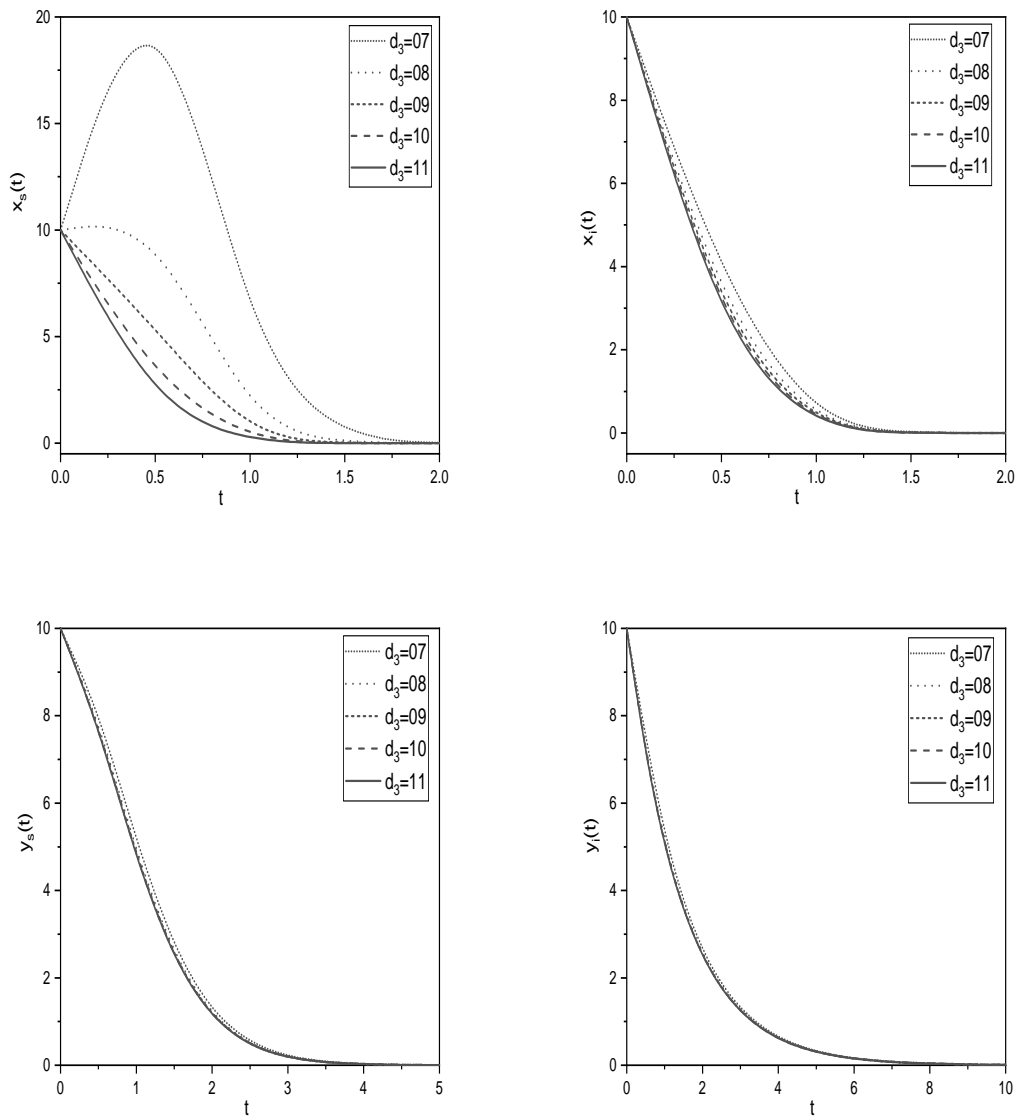 20
15
10
5
0
0.0 0.5 1.0 1.5 2.0
x_s(t)
t
d_3=07
d_3=08
d_3=09
d_3=10
d_3=11
10
8
6
4
2
0
0.0 0.5 1.0 1.5 2.0
x_i(t)
t
d_3=07
d_3=08
d_3=09
d_3=10
d_3=11
10
8
6
4
2
0
0 1 2 3 4 5
y_s(t)
t
d_3=07
d_3=08
d_3=09
d_3=10
d_3=11
10
8
6
4
2
0
0 2 4 6 8 10
y_i(t)
t
d_3=07
d_3=08
d_3=09
d_3=10
d_3=11